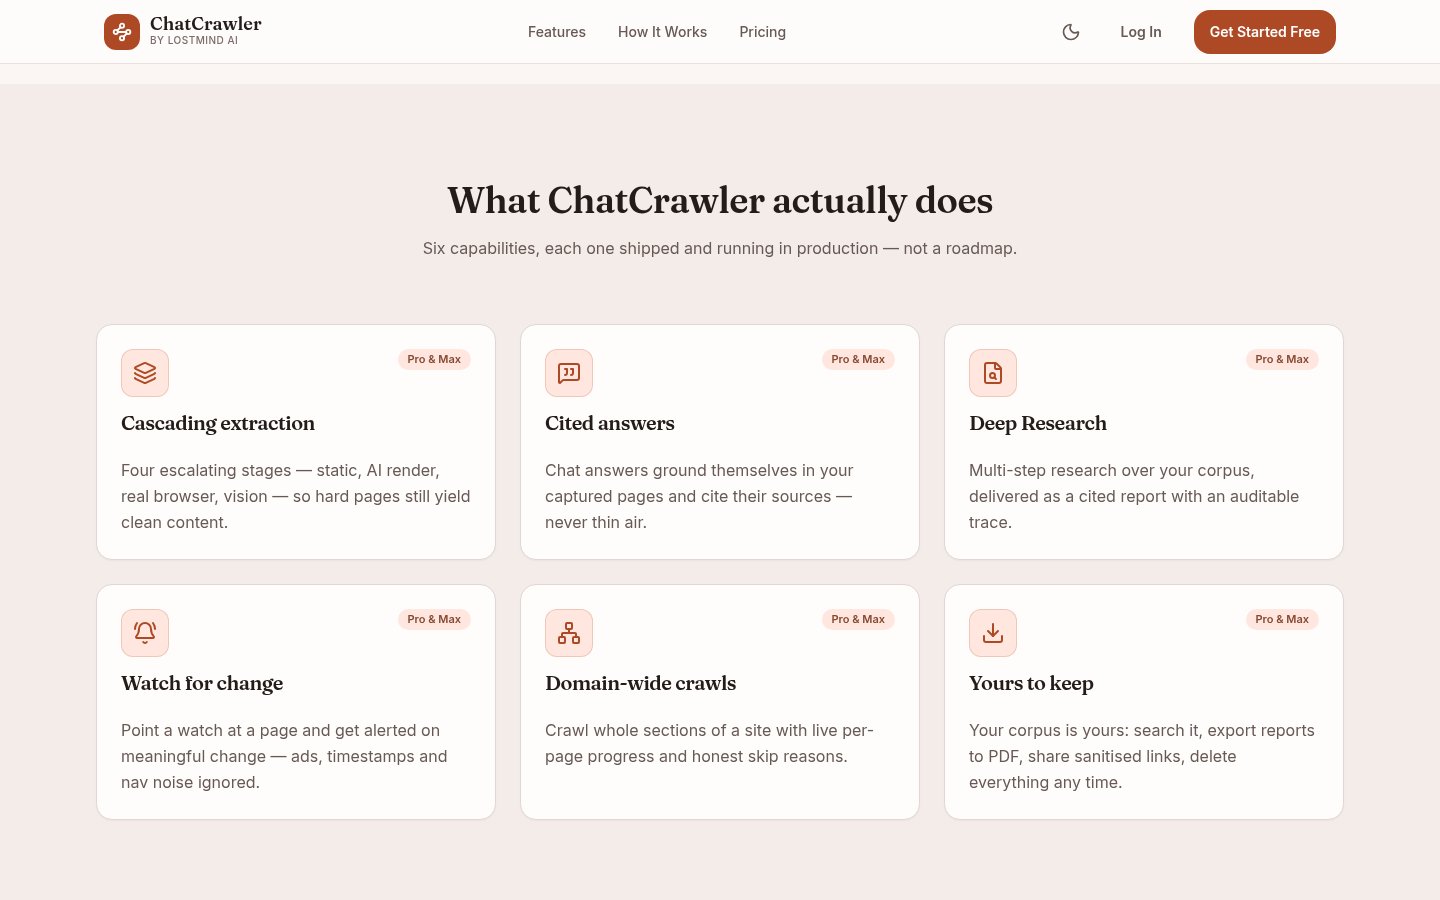 ChatCrawler
BY LOSTMIND AI
Features
How It Works
Pricing
Log In
Get Started Free
What ChatCrawler actually does
Six capabilities, each one shipped and running in production — not a roadmap.
Pro & Max
Cascading extraction
Four escalating stages — static, AI render,
real browser, vision — so hard pages still yield
clean content.
Pro & Max
Cited answers
Chat answers ground themselves in your
captured pages and cite their sources —
never thin air.
Pro & Max
Deep Research
Multi-step research over your corpus,
delivered as a cited report with an auditable
trace.
Pro & Max
Watch for change
Point a watch at a page and get alerted on
meaningful change — ads, timestamps and
nav noise ignored.
Pro & Max
Domain-wide crawls
Crawl whole sections of a site with live per-
page progress and honest skip reasons.
Pro & Max
Yours to keep
Your corpus is yours: search it, export reports
to PDF, share sanitised links, delete
everything any time.